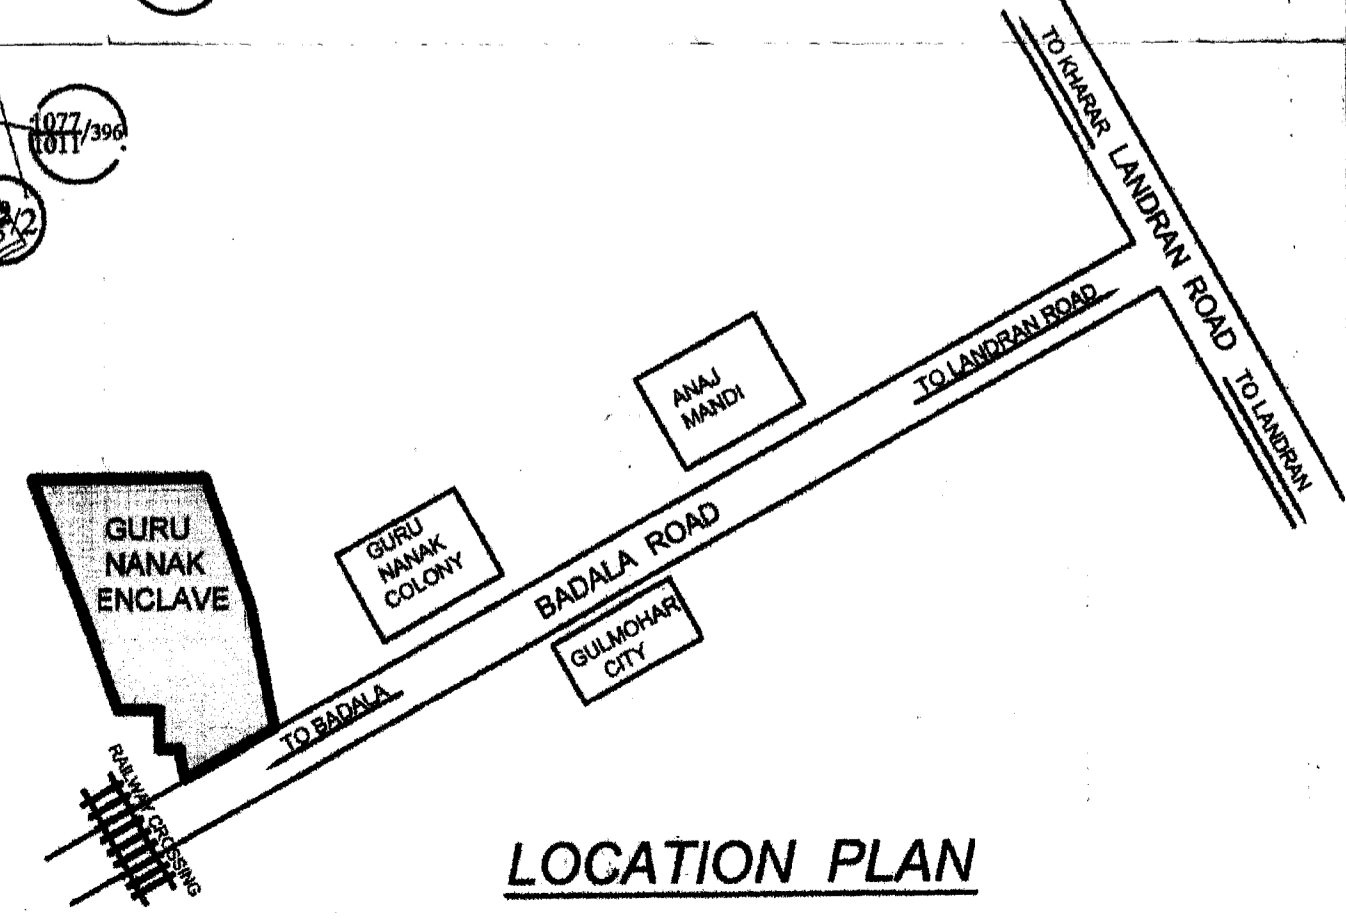 1077/396
1011
/2
TO KHARAR
LANDRAN ROAD
TO LANDRAN
TO LANDRAN ROAD
ANAJ
MANDI
GURU
NANAK
ENCLAVE
GURU
NANAK
COLONY
BADALA ROAD
GULMOHAR
CITY
TO BADALA
RAILWAY CROSSING
LOCATION PLAN